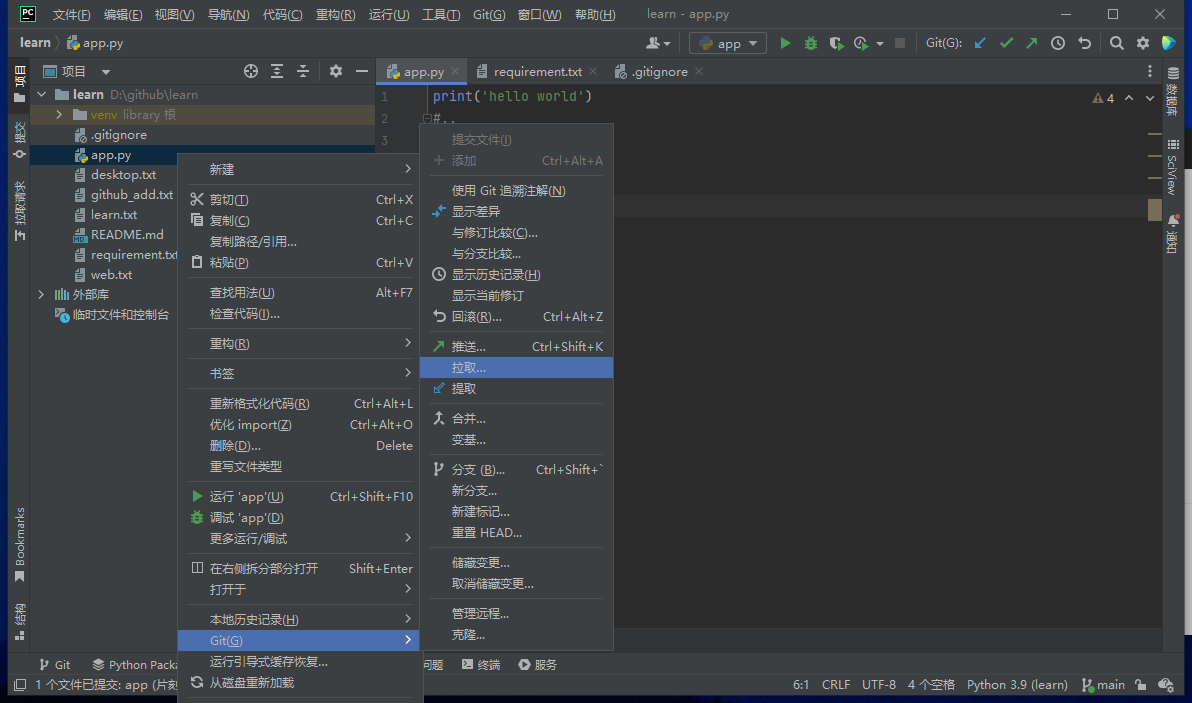 PC 文件(F) 编辑(E) 视图(V) 导航(N) 代码(C) 重构(R) 运行(U) 工具(T) Git(G) 窗口(W) 帮助(H) learn - app.py
learn app.py
app
Git(G):
项目
app.py
requirement.txt
.gitignore
项目
提交
拉取请求
Bookmarks
结构
learn D:\github\learn
venv library 根
.gitignore
app.py
desktop.txt
github_add.txt
learn.txt
README.md
requirement.txt
web.txt
外部库
临时文件和控制台
1 print('hello world')
2 #..
3
4
数据库
SciView
通知
新建
剪切(T) Ctrl+X
复制(C) Ctrl+C
复制路径/引用...
粘贴(P) Ctrl+V
查找用法(U) Alt+F7
检查代码(I)...
重构(R)
书签
重新格式化代码(R) Ctrl+Alt+L
优化 import(Z) Ctrl+Alt+O
删除(D)... Delete
重写文件类型
运行 'app'(U) Ctrl+Shift+F10
调试 'app'(D)
更多运行/调试
在右侧拆分部分打开 Shift+Enter
打开于
本地历史记录(H)
Git(G)
运行引导式缓存恢复...
从磁盘重新加载
提交文件(I)
添加 Ctrl+Alt+A
使用 Git 追溯注解(N)
显示差异
与修订比较(C)...
与分支比较...
显示历史记录(H)
显示当前修订
回滚(R)... Ctrl+Alt+Z
推送... Ctrl+Shift+K
拉取...
提取
合并...
变基...
分支 (B)... Ctrl+Shift+`
新分支...
新建标记...
重置 HEAD...
储藏变更...
取消储藏变更...
管理远程...
克隆...
Git Python Packa 问题 终端 服务
1 个文件已提交: app (片刻 6:1 CRLF UTF-8 4 个空格 Python 3.9 (learn) main